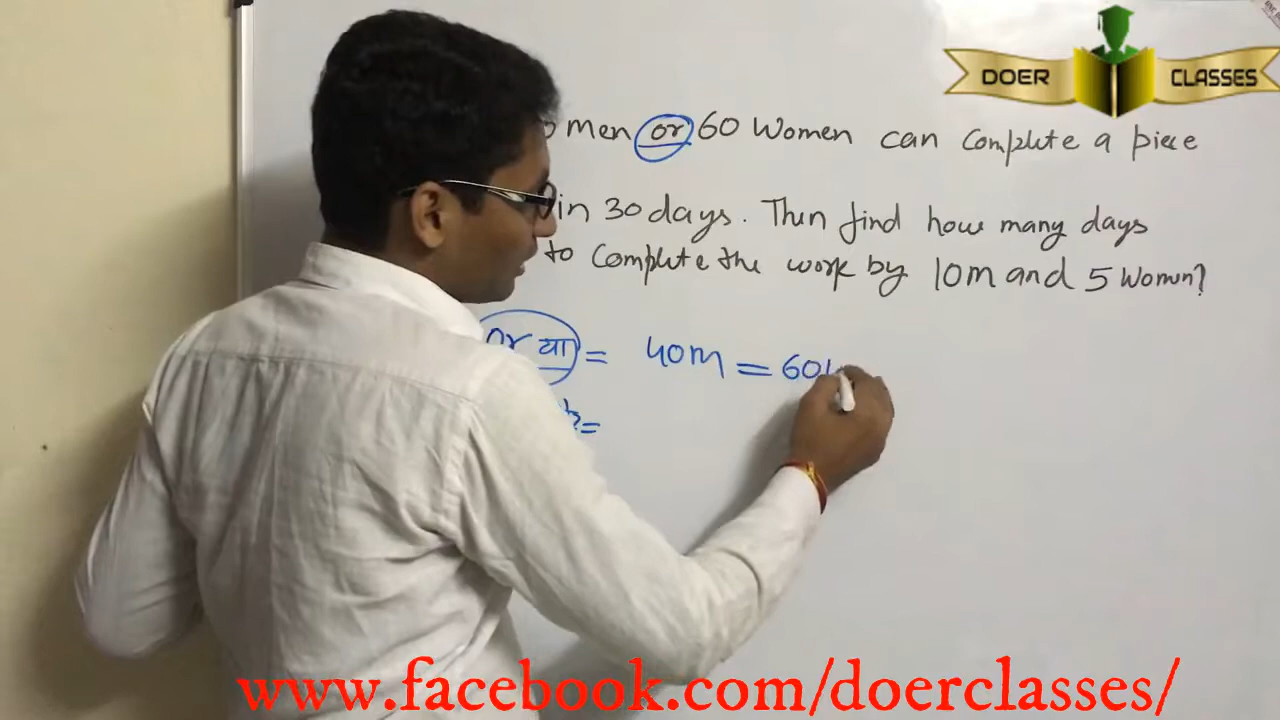 DOER CLASSES
men or 60 Women can Complete a piece
in 30 days. Then find how many days
to Complete the work by 10m and 5 Women?
or या = 40m = 60
=
www.facebook.com/doerclasses/